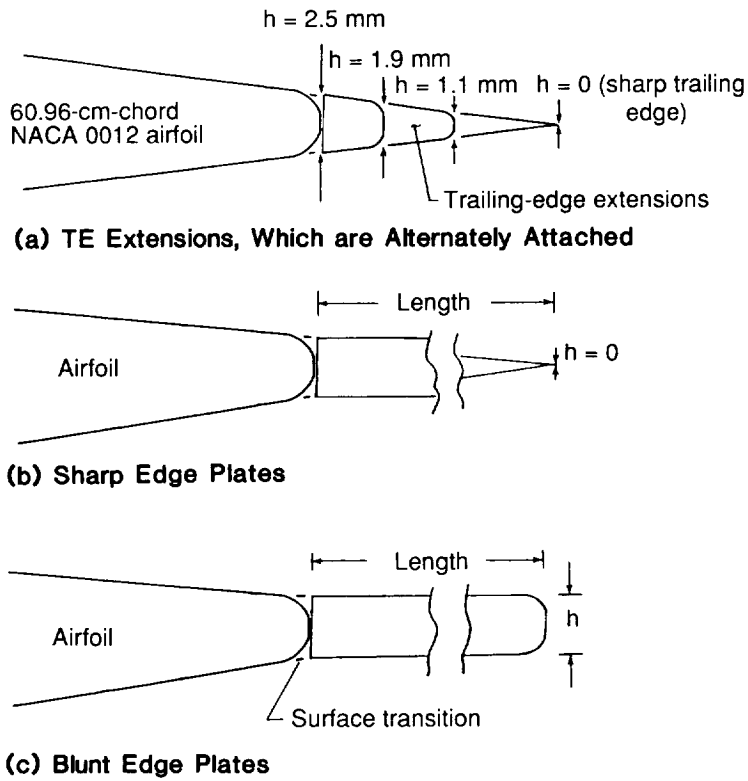 h = 2.5 mm
h = 1.9 mm
h = 1.1 mm
h = 0 (sharp trailing
edge)
60.96-cm-chord
NACA 0012 airfoil
Trailing-edge extensions
(a) TE Extensions, Which are Alternately Attached
Length
Airfoil
h = 0
(b) Sharp Edge Plates
Length
Airfoil
h
Surface transition
(c) Blunt Edge Plates